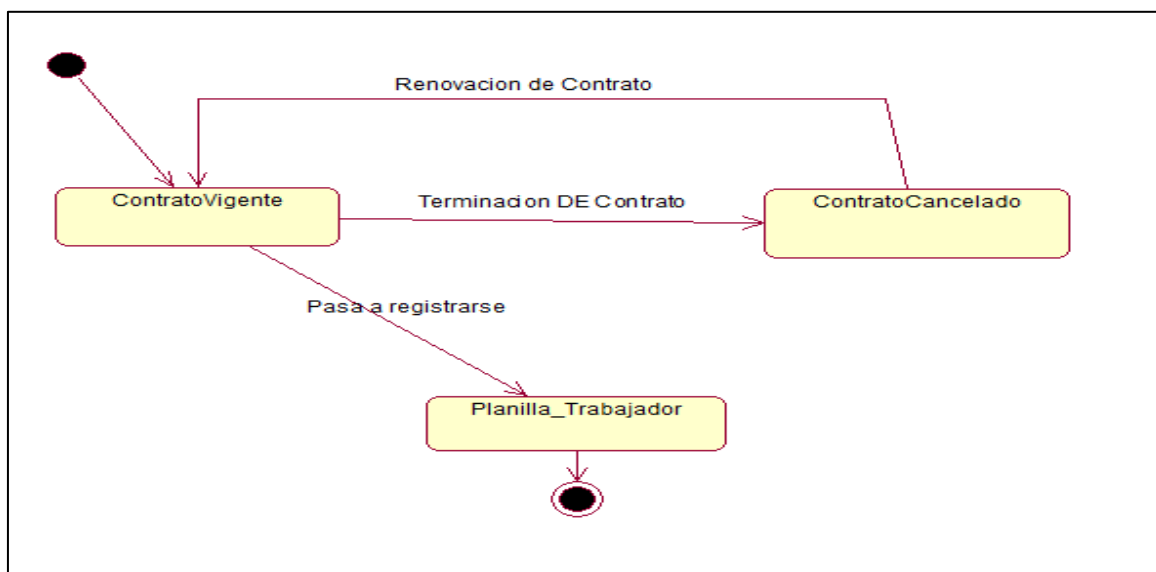 Renovacion de Contrato
ContratoVigente
Terminacion DE Contrato
ContratoCancelado
Pasa a registrarse
Planilla_Trabajador